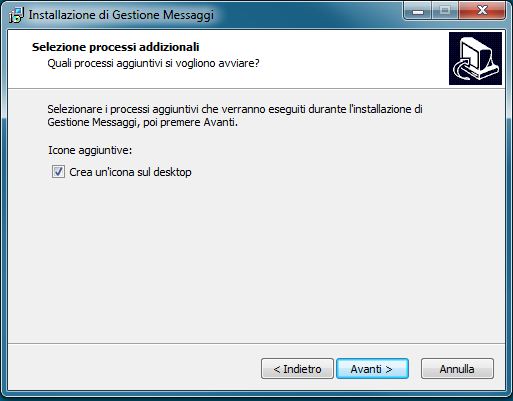 Installazione di Gestione Messaggi
Selezione processi addizionali
Quali processi aggiuntivi si vogliono avviare?
Selezionare i processi aggiuntivi che verranno eseguiti durante l'installazione di
Gestione Messaggi, poi premere Avanti.
Icone aggiuntive:
Crea un'icona sul desktop
< Indietro
Avanti >
Annulla